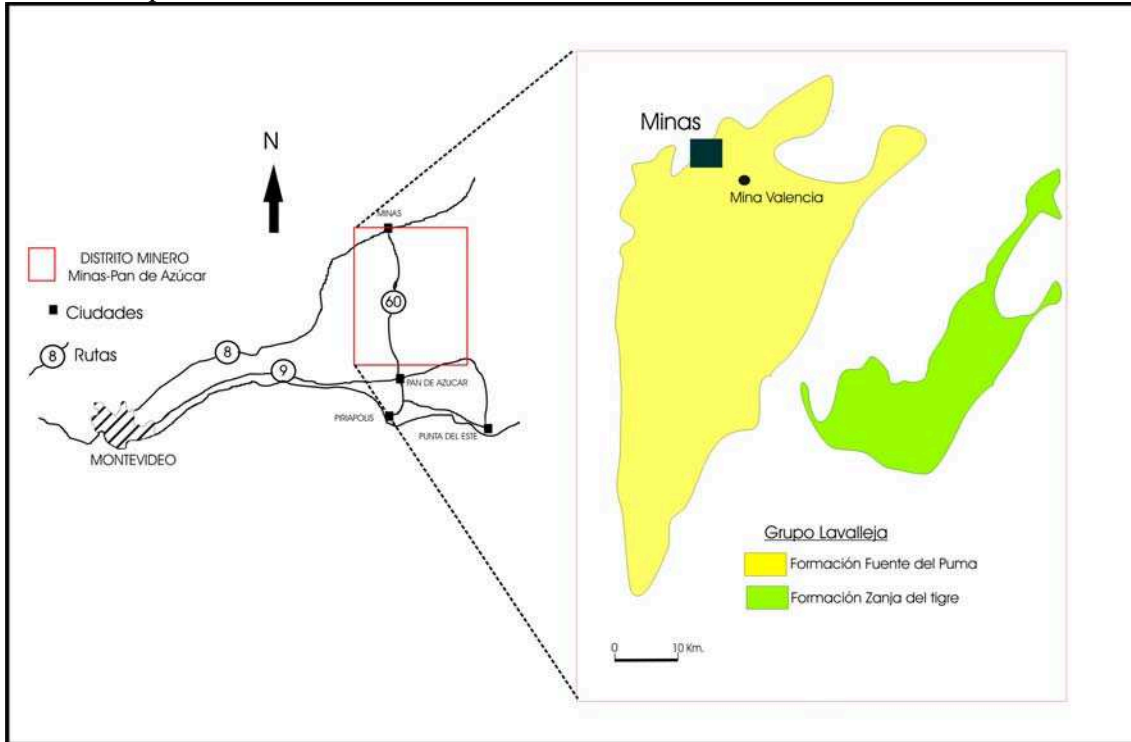 N
DISTRITO MINERO
Minas-Pan de Azúcar
Ciudades
8 Rutas
MINAS
60
8
9
PAN DE AZUCAR
PIRIAPOLIS
PUNTA DEL ESTE
MONTEVIDEO
Minas
Mina Valencia
Grupo Lavalleja
Formación Fuente del Puma
Formación Zanja del tigre
0 10 Km.